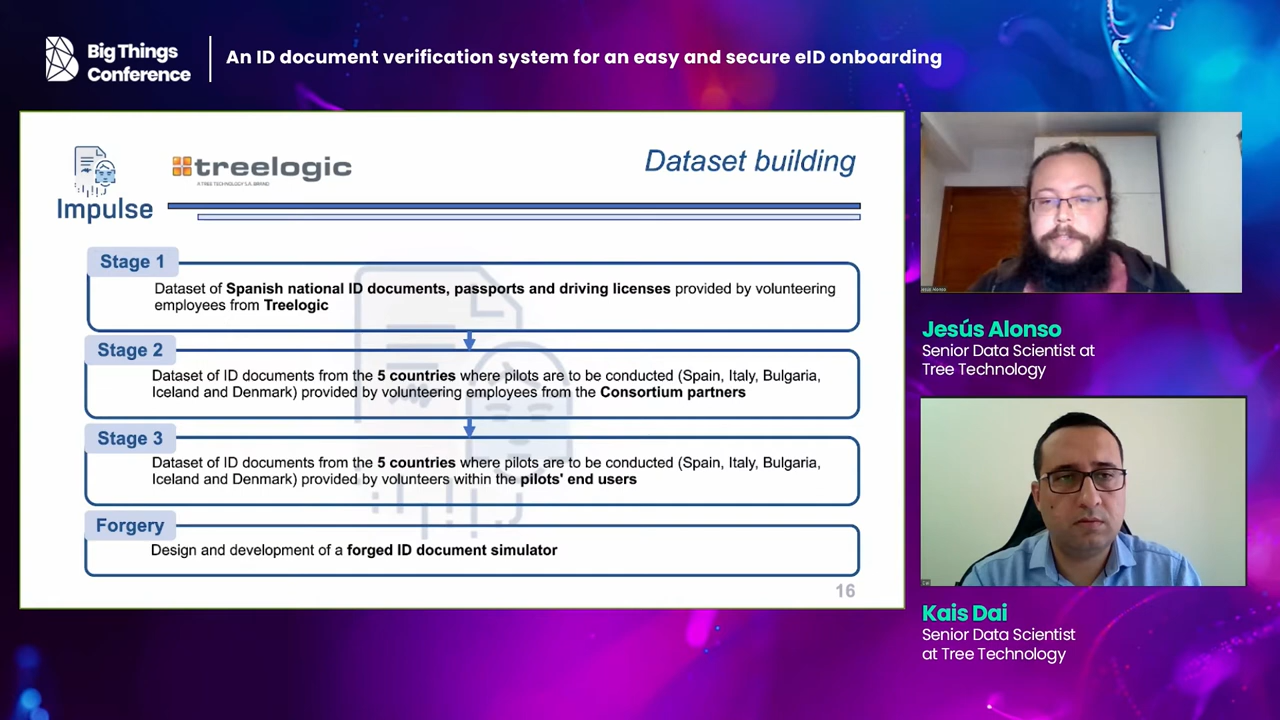 Big Things
Conference
An ID document verification system for an easy and secure eID onboarding
Impulse
treelogic
A TREE TECHNOLOGY S.A. BRAND
Dataset building
Stage 1
Dataset of Spanish national ID documents, passports and driving licenses provided by volunteering
employees from Treelogic
Stage 2
Dataset of ID documents from the 5 countries where pilots are to be conducted (Spain, Italy, Bulgaria,
Iceland and Denmark) provided by volunteering employees from the Consortium partners
Stage 3
Dataset of ID documents from the 5 countries where pilots are to be conducted (Spain, Italy, Bulgaria,
Iceland and Denmark) provided by volunteers within the pilots' end users
Forgery
Design and development of a forged ID document simulator
16
Jesús Alonso
Jesús Alonso
Senior Data Scientist at
Tree Technology
Kais Dai
Senior Data Scientist
at Tree Technology